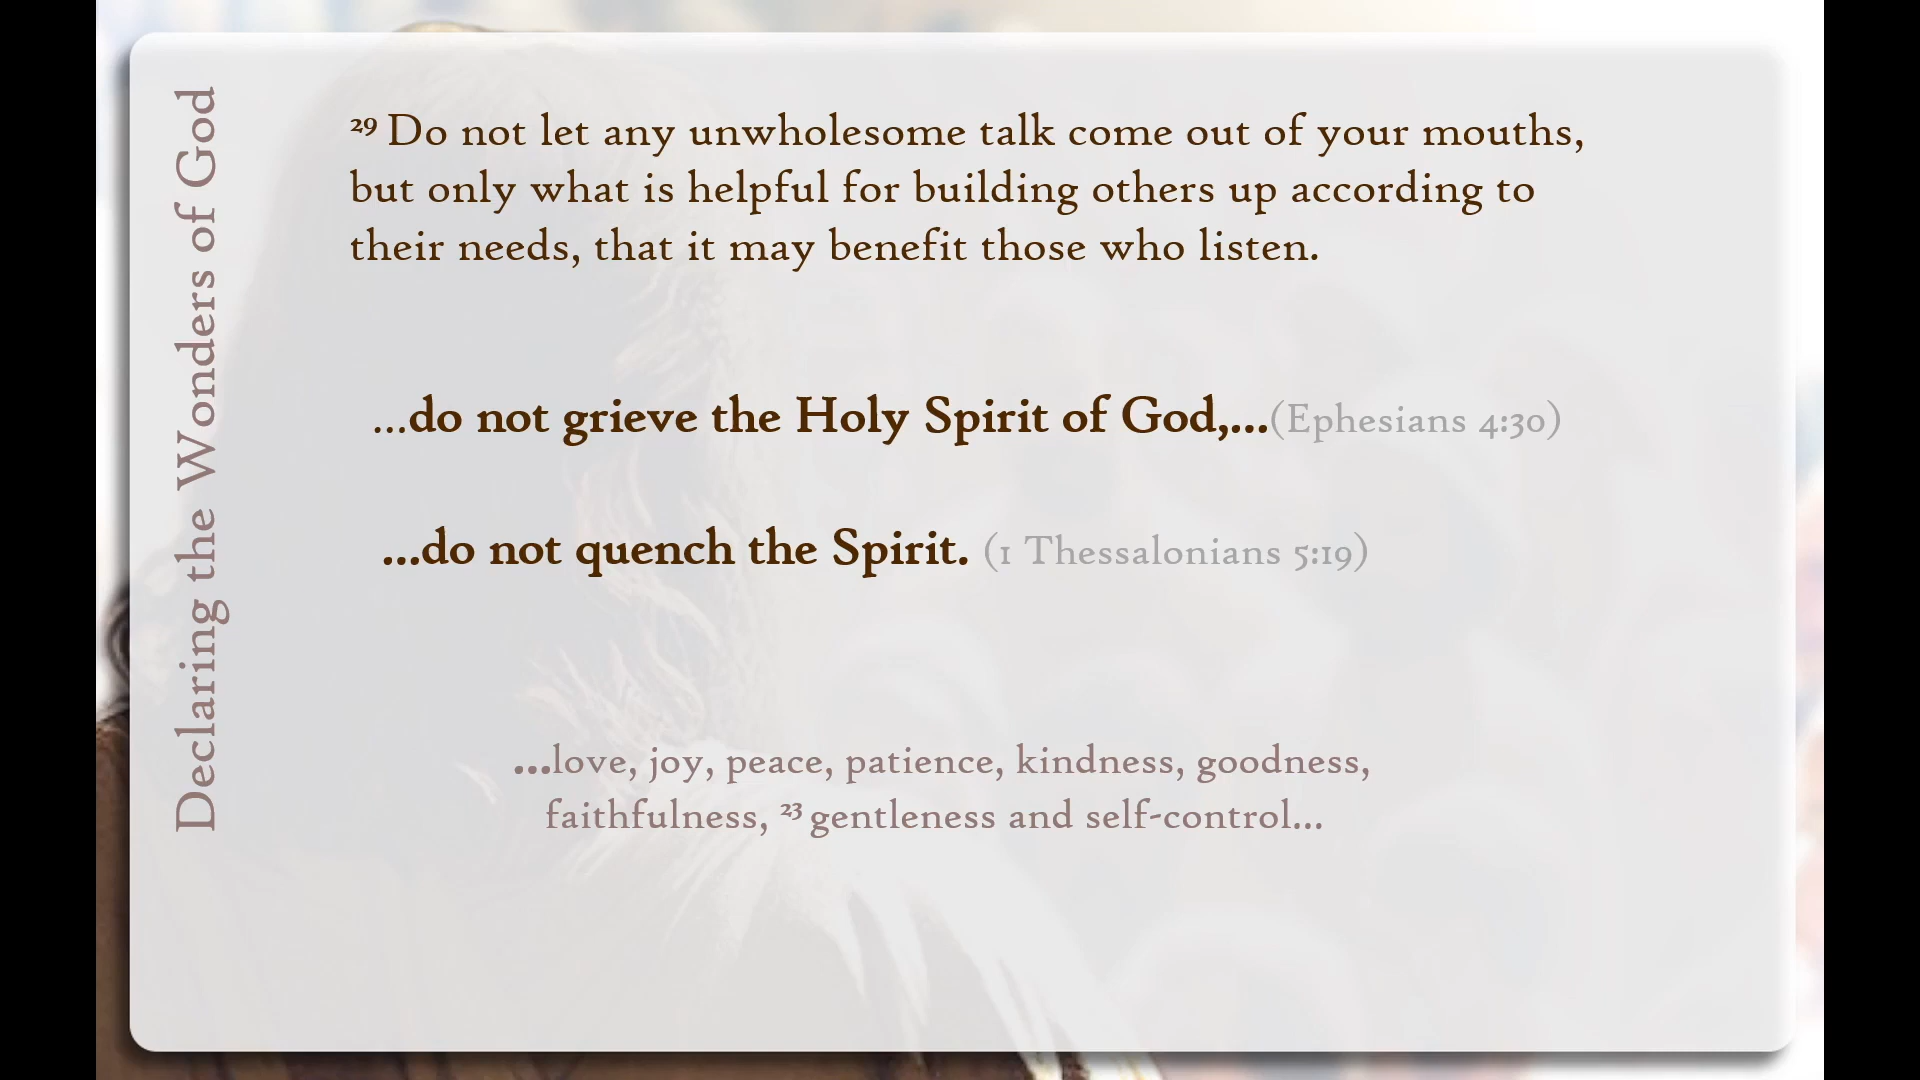 Declaring the Wonders of God
²⁹ Do not let any unwholesome talk come out of your mouths,
but only what is helpful for building others up according to
their needs, that it may benefit those who listen.
...do not grieve the Holy Spirit of God,...(Ephesians 4:30)
...do not quench the Spirit. (1 Thessalonians 5:19)
...love, joy, peace, patience, kindness, goodness,
faithfulness, ²³ gentleness and self-control...